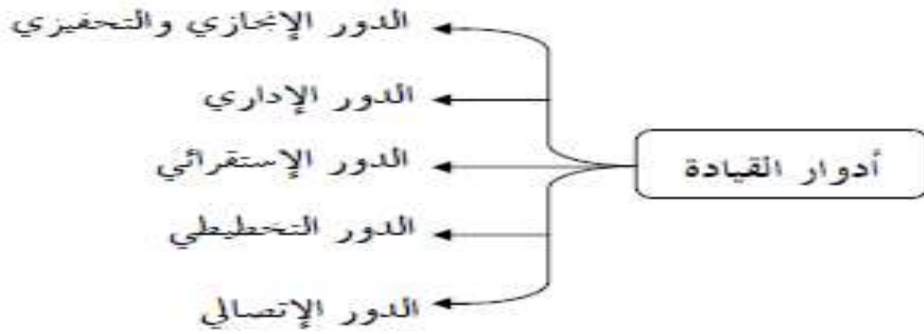 أدوار القيادة
الدور الإنجازي والتحفيزي
الدور الإداري
الدور الإستقرائي
الدور التخطيطي
الدور الإتصالي